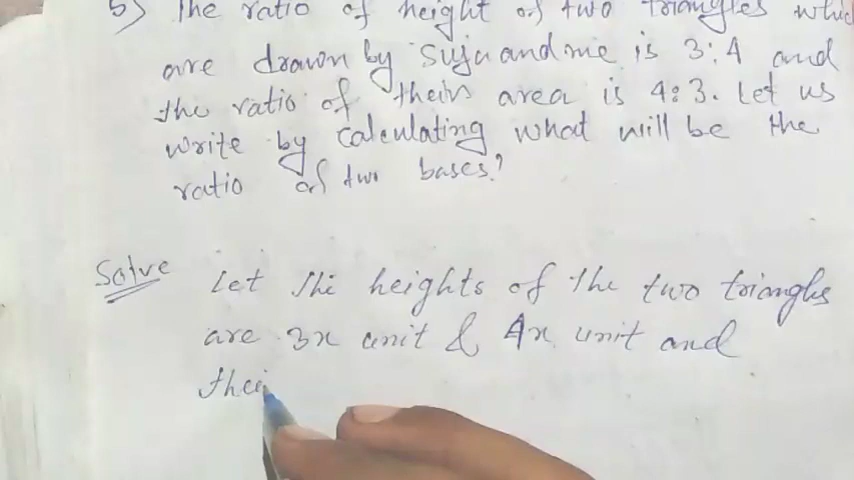 b) The ratio of height of two triangles which
are drawn by Suju and me is 3:4 and
the ratio of their area is 4:3. Let us
write by calculating what will be the
ratio of two bases?
Solve Let the heights of the two triangles
are 3x unit & 4x unit and
thei